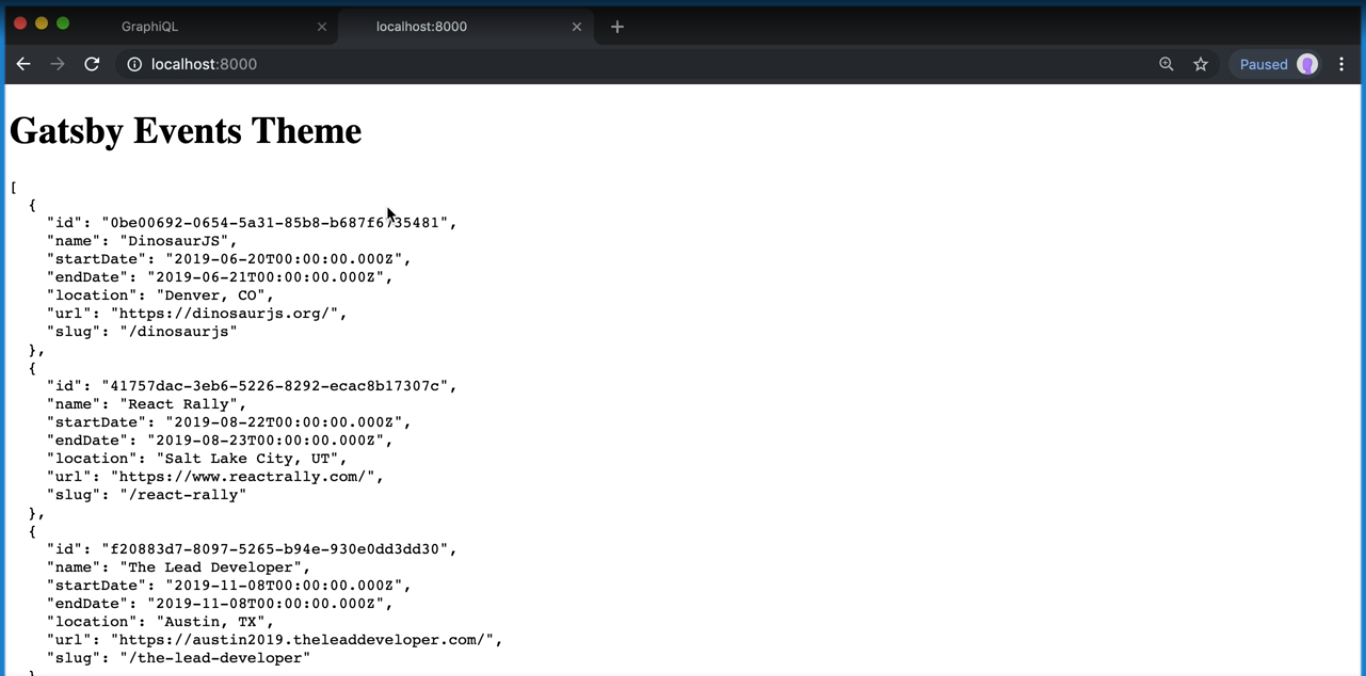 GraphiQL
localhost:8000
localhost:8000
Paused
Gatsby Events Theme
[
  {
    "id": "0be00692-0654-5a31-85b8-b687f6735481",
    "name": "DinosaurJS",
    "startDate": "2019-06-20T00:00:00.000Z",
    "endDate": "2019-06-21T00:00:00.000Z",
    "location": "Denver, CO",
    "url": "https://dinosaurjs.org/",
    "slug": "/dinosaurjs"
  },
  {
    "id": "41757dac-3eb6-5226-8292-ecac8b17307c",
    "name": "React Rally",
    "startDate": "2019-08-22T00:00:00.000Z",
    "endDate": "2019-08-23T00:00:00.000Z",
    "location": "Salt Lake City, UT",
    "url": "https://www.reactrally.com/",
    "slug": "/react-rally"
  },
  {
    "id": "f20883d7-8097-5265-b94e-930e0dd3dd30",
    "name": "The Lead Developer",
    "startDate": "2019-11-08T00:00:00.000Z",
    "endDate": "2019-11-08T00:00:00.000Z",
    "location": "Austin, TX",
    "url": "https://austin2019.theleaddeveloper.com/",
    "slug": "/the-lead-developer"
  }